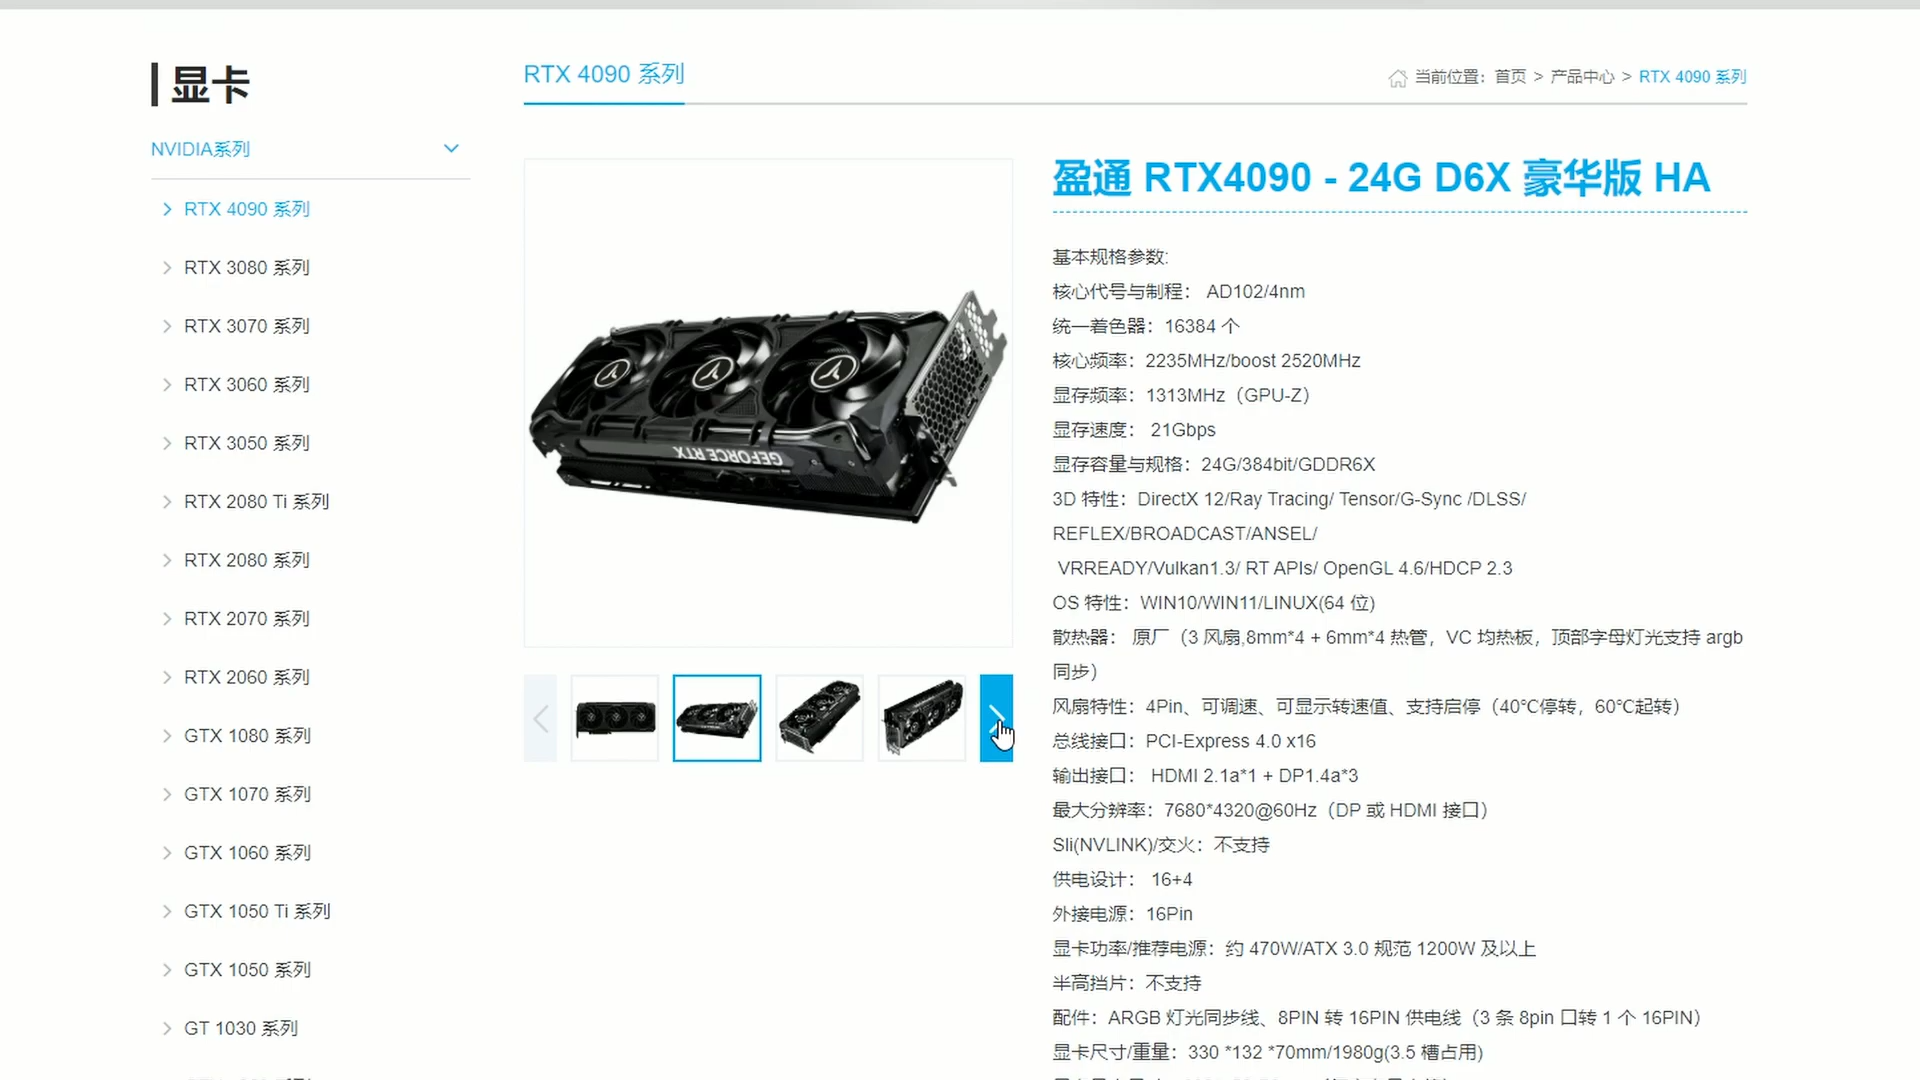 显卡
NVIDIA系列
RTX 4090 系列
RTX 3080 系列
RTX 3070 系列
RTX 3060 系列
RTX 3050 系列
RTX 2080 Ti 系列
RTX 2080 系列
RTX 2070 系列
RTX 2060 系列
GTX 1080 系列
GTX 1070 系列
GTX 1060 系列
GTX 1050 Ti 系列
GTX 1050 系列
GT 1030 系列
RTX 4090 系列
当前位置：首页 > 产品中心 > RTX 4090 系列
GEFORCE RTX
盈通 RTX4090 - 24G D6X 豪华版 HA
基本规格参数:
核心代号与制程： AD102/4nm
统一着色器：16384 个
核心频率：2235MHz/boost 2520MHz
显存频率：1313MHz（GPU-Z）
显存速度： 21Gbps
显存容量与规格：24G/384bit/GDDR6X
3D 特性：DirectX 12/Ray Tracing/ Tensor/G-Sync /DLSS/
REFLEX/BROADCAST/ANSEL/
VRREADY/Vulkan1.3/ RT APIs/ OpenGL 4.6/HDCP 2.3
OS 特性：WIN10/WIN11/LINUX(64 位)
散热器： 原厂（3 风扇,8mm*4 + 6mm*4 热管，VC 均热板，顶部字母灯光支持 argb
同步）
风扇特性：4Pin、可调速、可显示转速值、支持启停（40℃停转，60℃起转）
总线接口：PCI-Express 4.0 x16
输出接口： HDMI 2.1a*1 + DP1.4a*3
最大分辨率：7680*4320@60Hz（DP 或 HDMI 接口）
Sli(NVLINK)/交火：不支持
供电设计： 16+4
外接电源：16Pin
显卡功率/推荐电源：约 470W/ATX 3.0 规范 1200W 及以上
半高挡片：不支持
配件：ARGB 灯光同步线、8PIN 转 16PIN 供电线（3 条 8pin 口转 1 个 16PIN）
显卡尺寸/重量：330 *132 *70mm/1980g(3.5 槽占用)